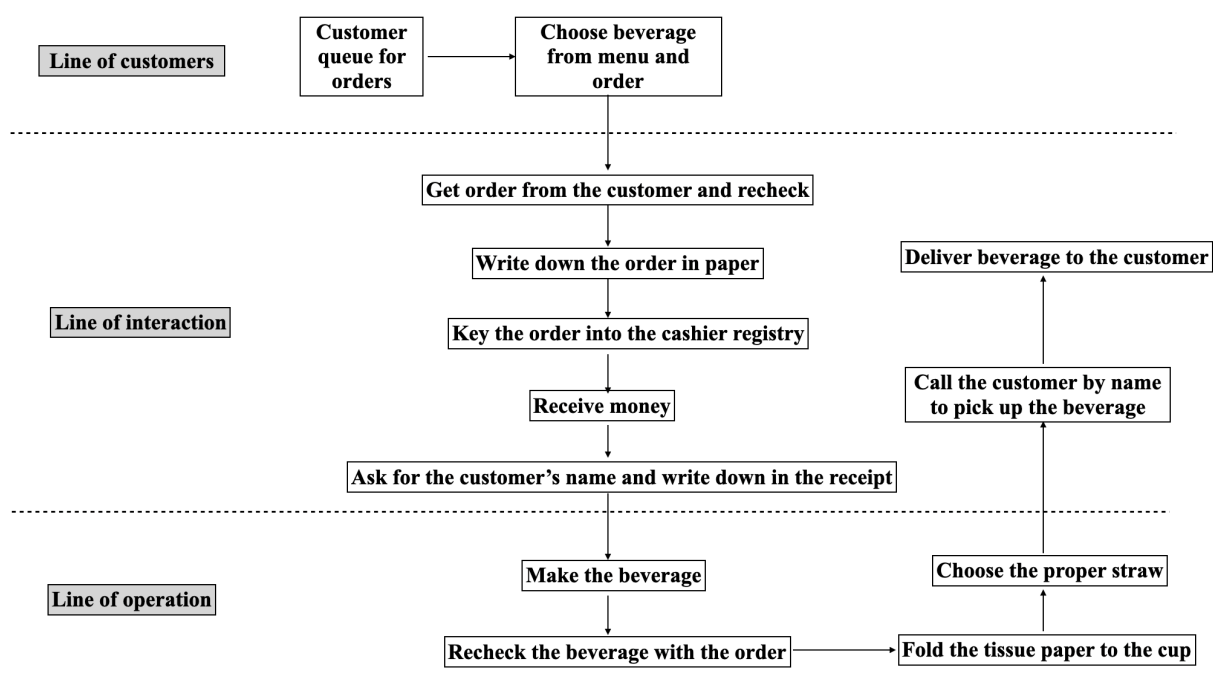 Line of customers
Customer
queue for
orders
Choose beverage
from menu and
order
Line of interaction
Get order from the customer and recheck
Write down the order in paper
Key the order into the cashier registry
Receive money
Ask for the customer’s name and write down in the receipt
Deliver beverage to the customer
Call the customer by name
to pick up the beverage
Line of operation
Make the beverage
Recheck the beverage with the order
Choose the proper straw
Fold the tissue paper to the cup